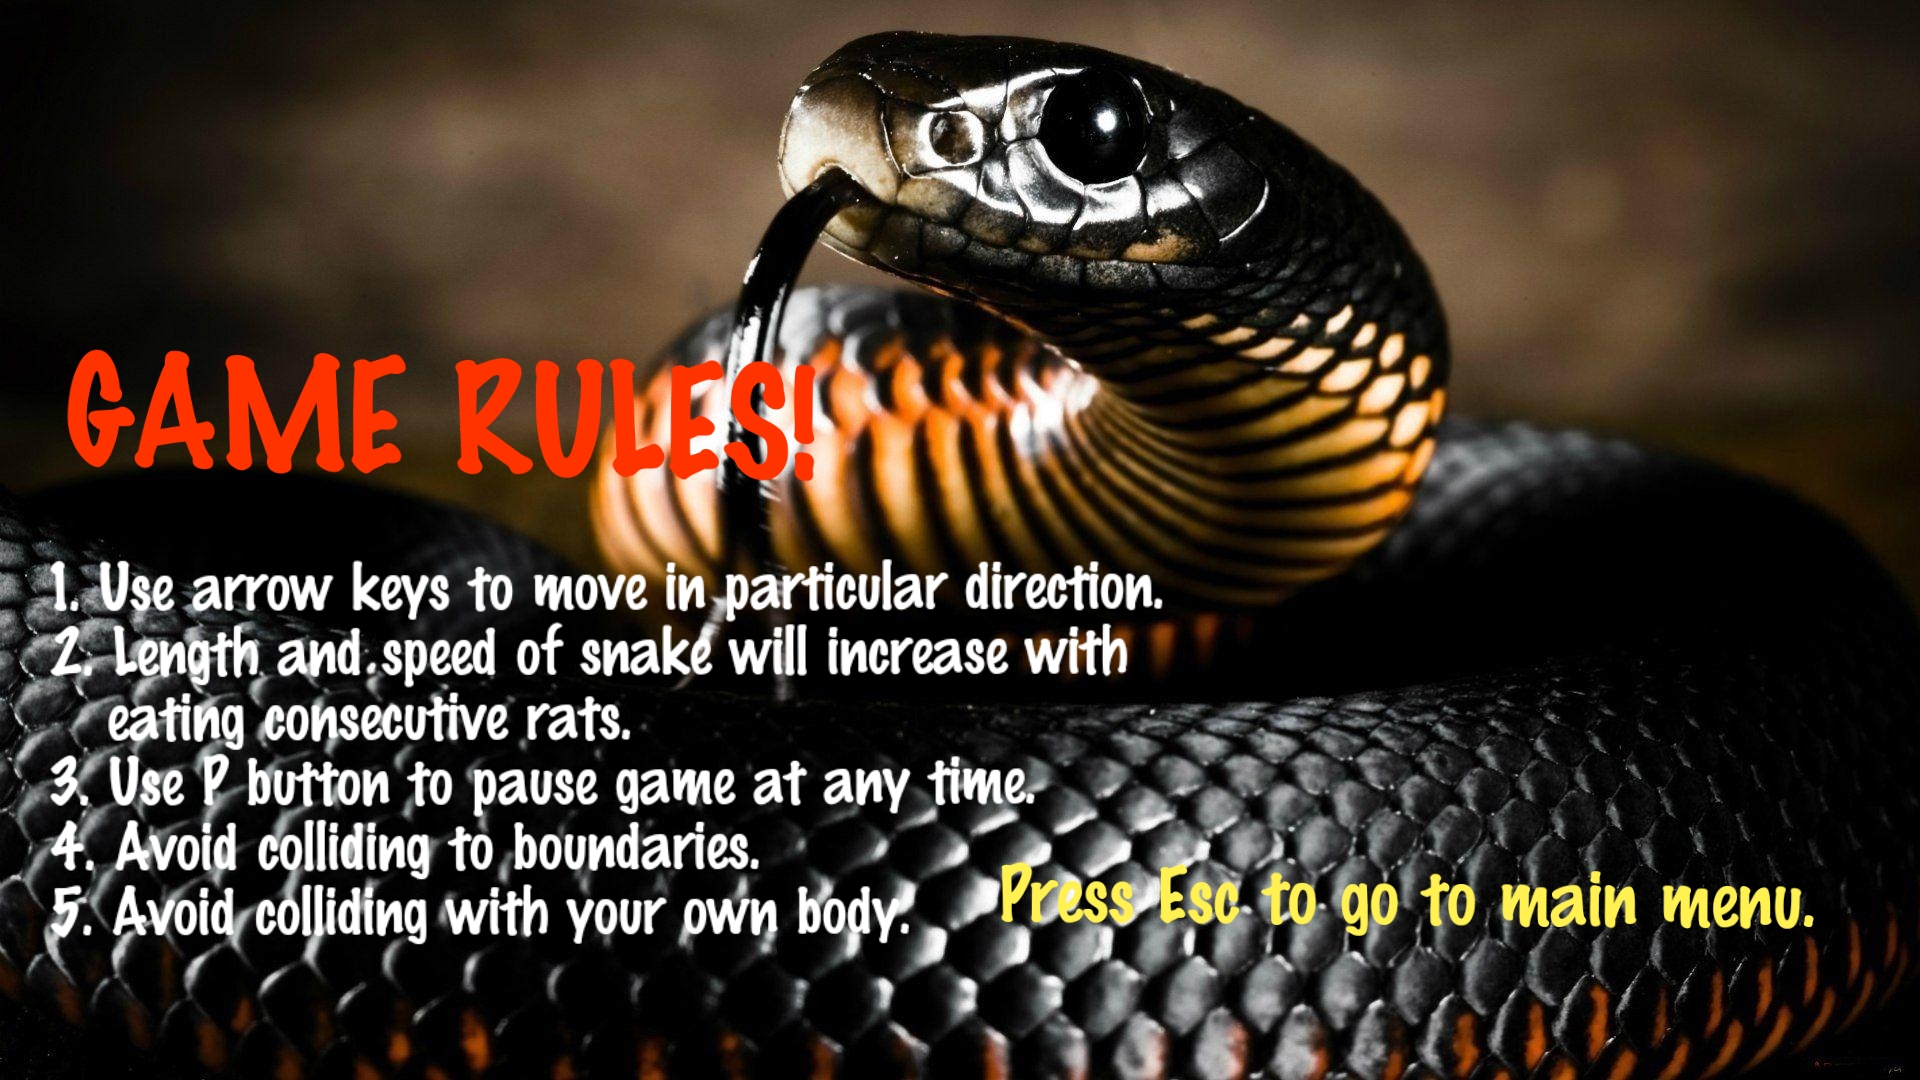 GAME RULES!
1. Use arrow keys to move in particular direction.
2. Length and speed of snake will increase with
eating consecutive rats.
3. Use P button to pause game at any time.
4. Avoid colliding to boundaries.
5. Avoid colliding with your own body.
Press Esc to go to main menu.